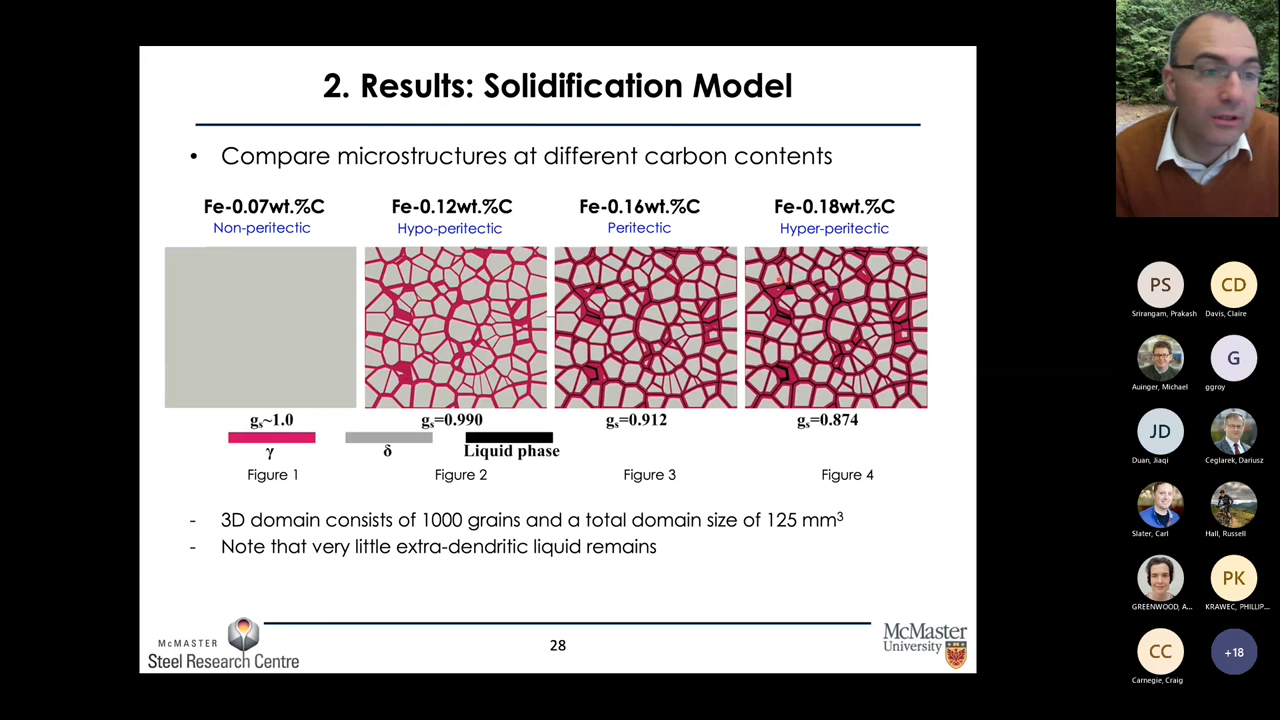 2. Results: Solidification Model
• Compare microstructures at different carbon contents
Fe-0.07wt.%C Fe-0.12wt.%C Fe-0.16wt.%C Fe-0.18wt.%C
Non-peritectic Hypo-peritectic Peritectic Hyper-peritectic
gs~1.0 gs=0.990 gs=0.912 gs=0.874
γ δ Liquid phase
Figure 1 Figure 2 Figure 3 Figure 4
- 3D domain consists of 1000 grains and a total domain size of 125 mm³
- Note that very little extra-dendritic liquid remains
McMASTER
Steel Research Centre
28
McMaster
University
PS CD
Srirangam, Prakash Davis, Claire
G
Auinger, Michael ggroy
JD
Duan, Jiaqi Ceglarek, Dariusz
Slater, Carl Hall, Russell
PK
GREENWOOD, A... KRAWEC, PHILLIP...
CC +18
Carnegie, Craig